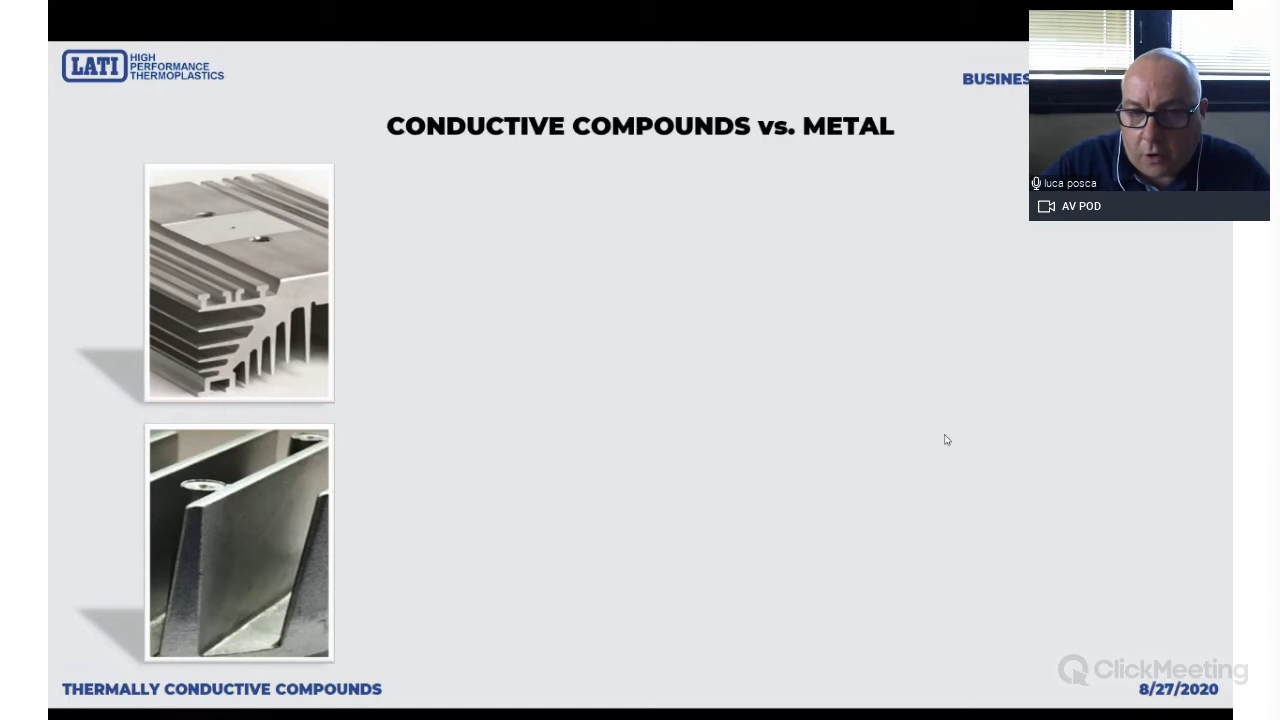 LATI
HIGH
PERFORMANCE
THERMOPLASTICS
BUSINES
CONDUCTIVE COMPOUNDS vs. METAL
luca posca
AV POD
ClickMeeting
THERMALLY CONDUCTIVE COMPOUNDS
8/27/2020